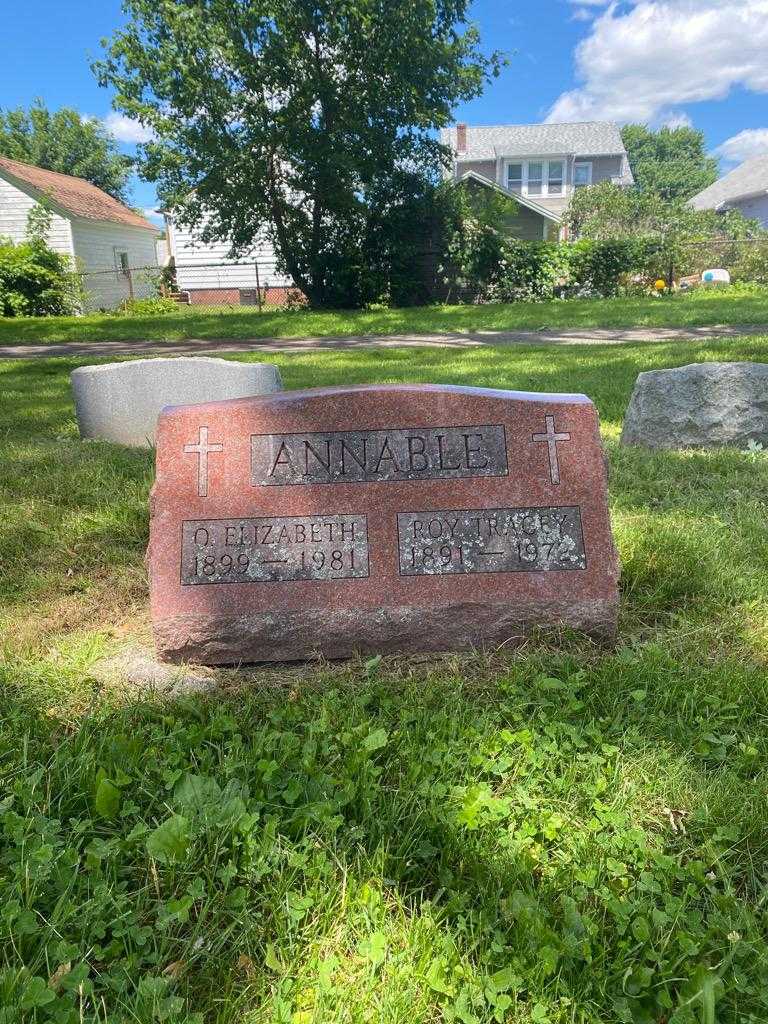 ANNABLE
O. ELIZABETH
1899 — 1981
ROY TRACEY
1891 — 1972